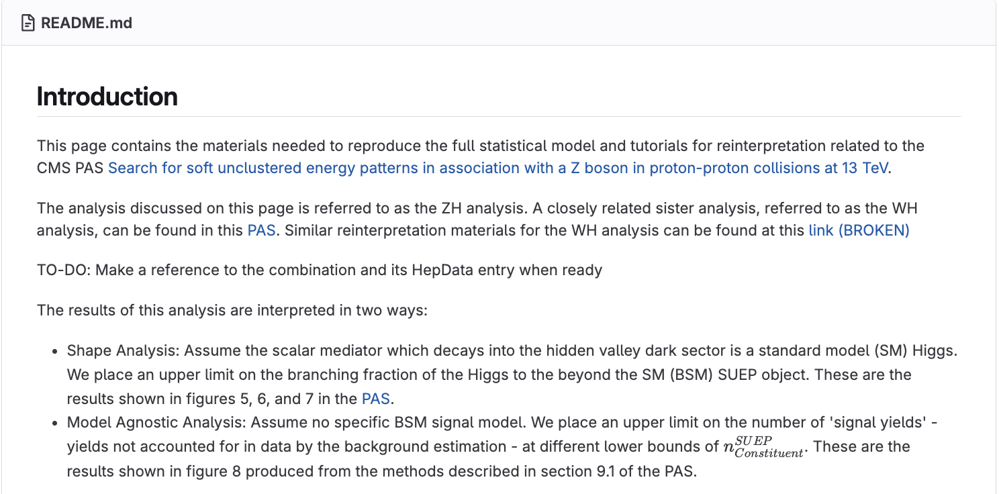 README.md
Introduction
This page contains the materials needed to reproduce the full statistical model and tutorials for reinterpretation related to the
CMS PAS Search for soft unclustered energy patterns in association with a Z boson in proton-proton collisions at 13 TeV.
The analysis discussed on this page is referred to as the ZH analysis. A closely related sister analysis, referred to as the WH
analysis, can be found in this PAS. Similar reinterpretation materials for the WH analysis can be found at this link (BROKEN)
TO-DO: Make a reference to the combination and its HepData entry when ready
The results of this analysis are interpreted in two ways:
• Shape Analysis: Assume the scalar mediator which decays into the hidden valley dark sector is a standard model (SM) Higgs.
We place an upper limit on the branching fraction of the Higgs to the beyond the SM (BSM) SUEP object. These are the
results shown in figures 5, 6, and 7 in the PAS.
• Model Agnostic Analysis: Assume no specific BSM signal model. We place an upper limit on the number of 'signal yields' -
yields not accounted for in data by the background estimation - at different lower bounds of $n_{Constituent}^{SUEP}$. These are the
results shown in figure 8 produced from the methods described in section 9.1 of the PAS.